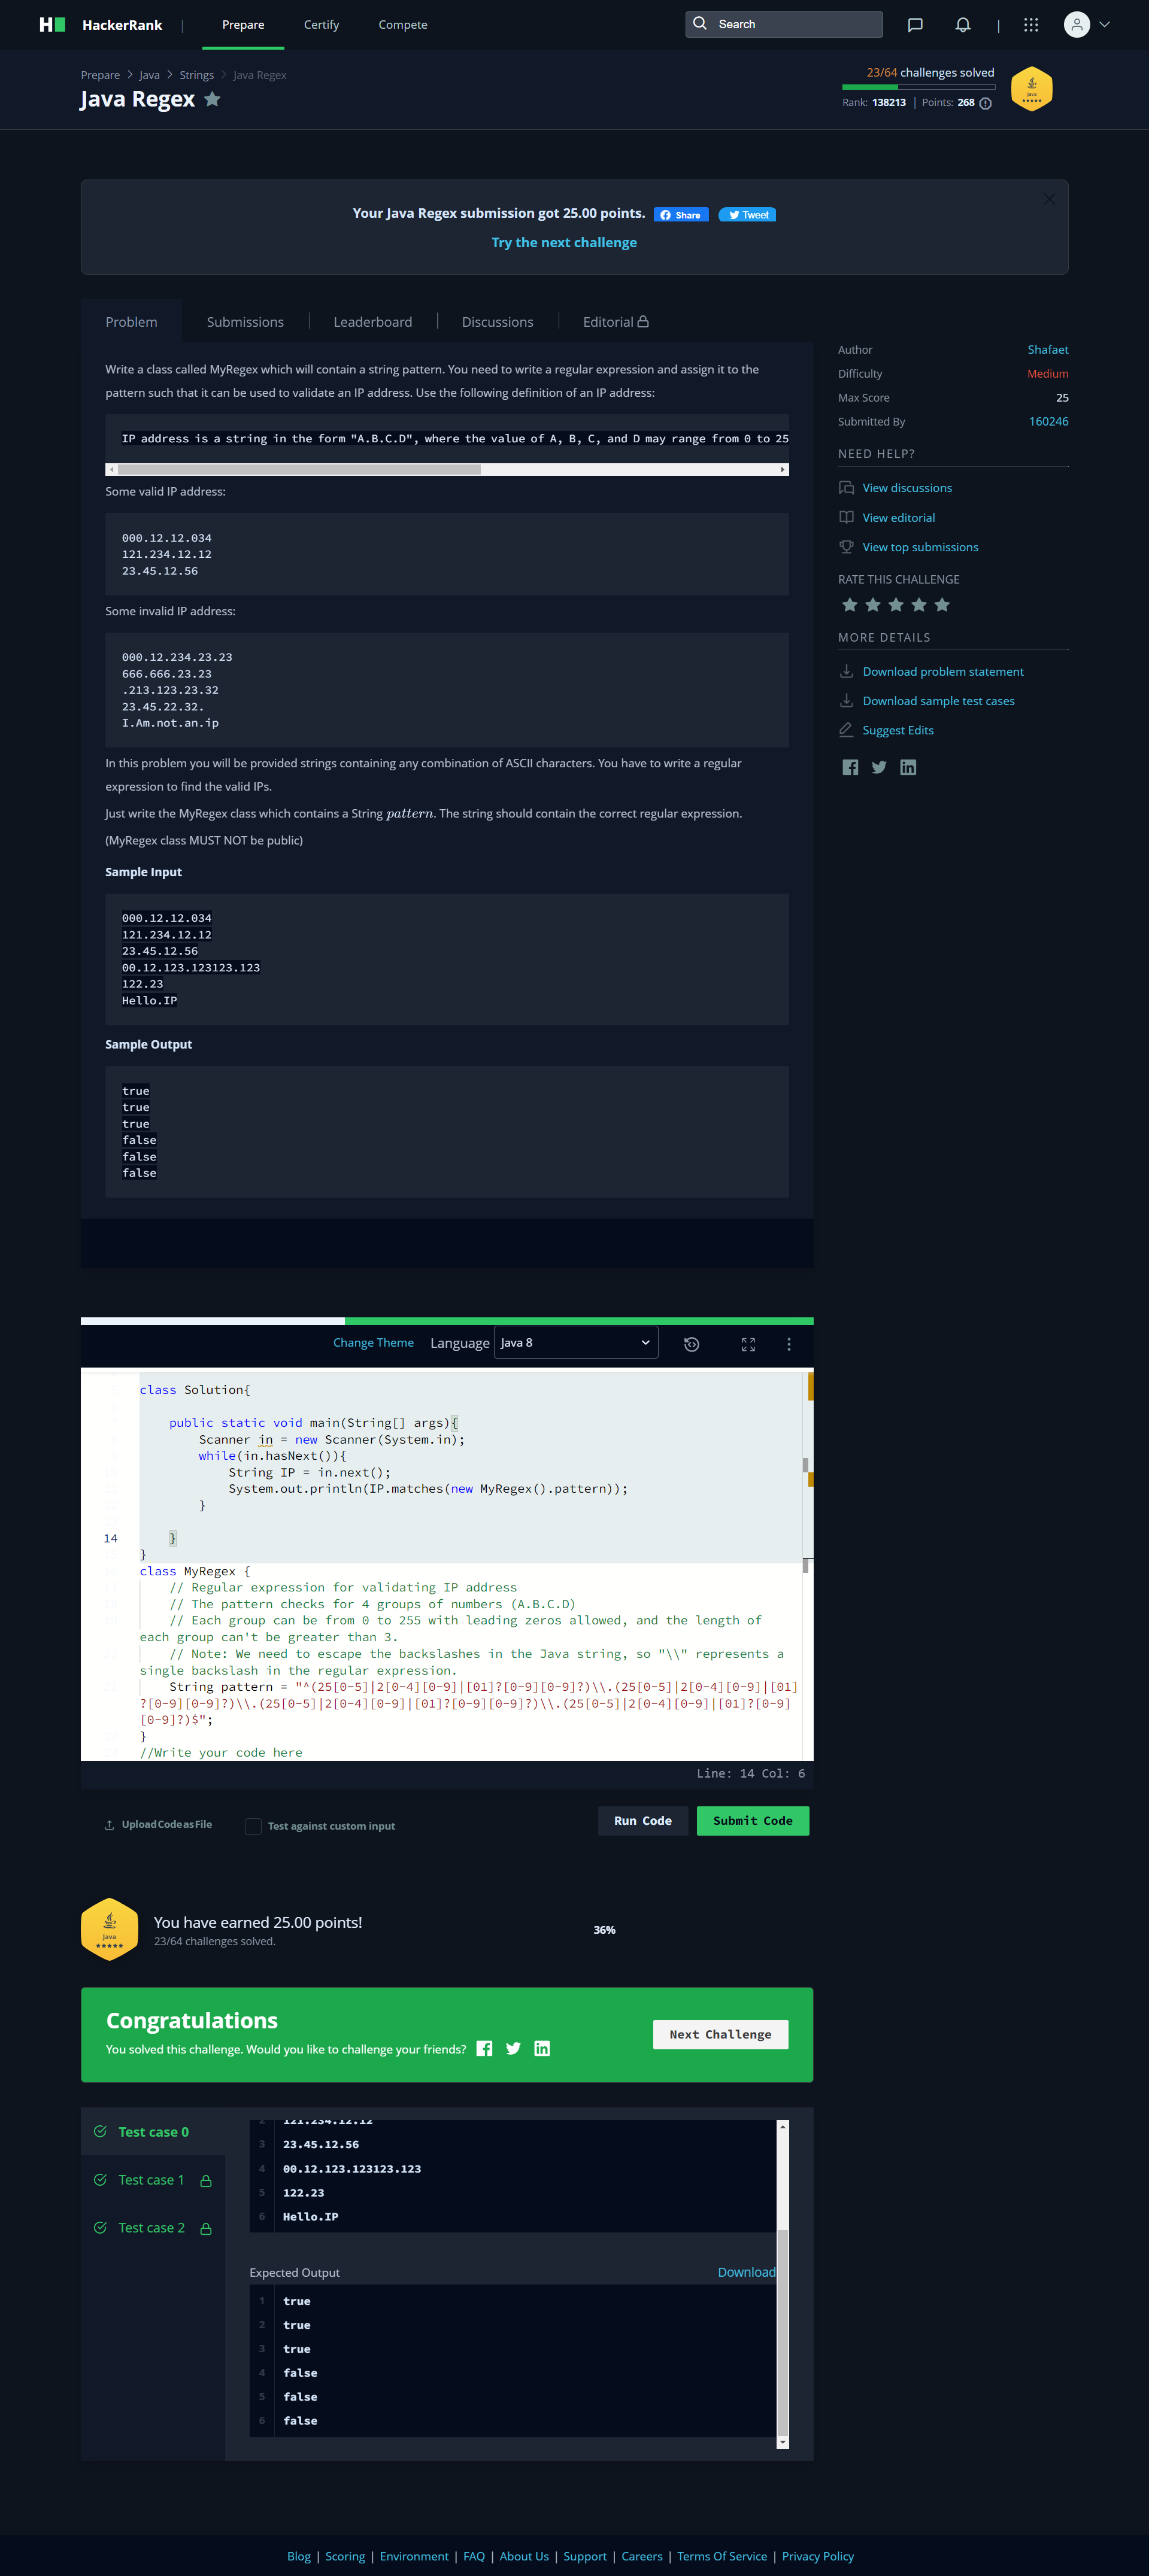 HackerRank | Prepare Certify Compete Search
Prepare > Java > Strings > Java Regex
Java Regex
23/64 challenges solved
Rank: 138213 | Points: 268
Java
Your Java Regex submission got 25.00 points. Share Tweet
Try the next challenge
Problem Submissions Leaderboard Discussions Editorial
Write a class called MyRegex which will contain a string pattern. You need to write a regular expression and assign it to the
pattern such that it can be used to validate an IP address. Use the following definition of an IP address:
IP address is a string in the form "A.B.C.D", where the value of A, B, C, and D may range from 0 to 25
Some valid IP address:
000.12.12.034
121.234.12.12
23.45.12.56
Some invalid IP address:
000.12.234.23.23
666.666.23.23
.213.123.23.32
23.45.22.32.
I.Am.not.an.ip
In this problem you will be provided strings containing any combination of ASCII characters. You have to write a regular
expression to find the valid IPs.
Just write the MyRegex class which contains a String pattern. The string should contain the correct regular expression.
(MyRegex class MUST NOT be public)
Sample Input
000.12.12.034
121.234.12.12
23.45.12.56
00.12.123.123123.123
122.23
Hello.IP
Sample Output
true
true
true
false
false
false
Author Shafaet
Difficulty Medium
Max Score 25
Submitted By 160246
NEED HELP?
View discussions
View editorial
View top submissions
RATE THIS CHALLENGE
MORE DETAILS
Download problem statement
Download sample test cases
Suggest Edits
Change Theme Language Java 8
class Solution{
public static void main(String[] args){
Scanner in = new Scanner(System.in);
while(in.hasNext()){
String IP = in.next();
System.out.println(IP.matches(new MyRegex().pattern));
}
14 }
}
class MyRegex {
// Regular expression for validating IP address
// The pattern checks for 4 groups of numbers (A.B.C.D)
// Each group can be from 0 to 255 with leading zeros allowed, and the length of
each group can't be greater than 3.
// Note: We need to escape the backslashes in the Java string, so "\\" represents a
single backslash in the regular expression.
String pattern = "^(25[0-5]|2[0-4][0-9]|[01]?[0-9][0-9]?)\\.(25[0-5]|2[0-4][0-9]|[01]
?[0-9][0-9]?)\\.(25[0-5]|2[0-4][0-9]|[01]?[0-9][0-9]?)\\.(25[0-5]|2[0-4][0-9]|[01]?[0-9]
[0-9]?)$";
}
//Write your code here
Line: 14 Col: 6
Upload Code as File Test against custom input Run Code Submit Code
Java
You have earned 25.00 points!
23/64 challenges solved.
36%
Congratulations
You solved this challenge. Would you like to challenge your friends?
Next Challenge
Test case 0
Test case 1
Test case 2
2 121.234.12.12
3 23.45.12.56
4 00.12.123.123123.123
5 122.23
6 Hello.IP
Expected Output Download
1 true
2 true
3 true
4 false
5 false
6 false
Blog | Scoring | Environment | FAQ | About Us | Support | Careers | Terms Of Service | Privacy Policy